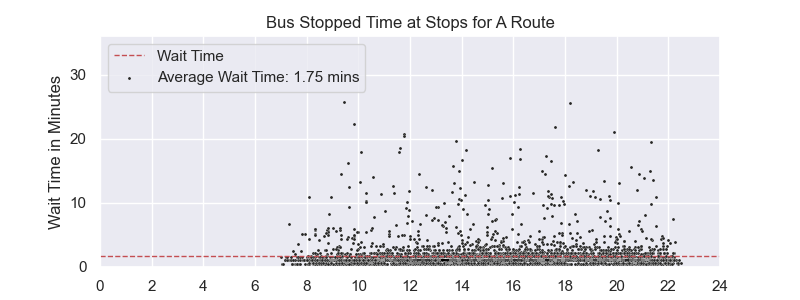 Bus Stopped Time at Stops for A Route
Wait Time
Average Wait Time: 1.75 mins
Wait Time in Minutes
30
20
10
0
0 2 4 6 8 10 12 14 16 18 20 22 24